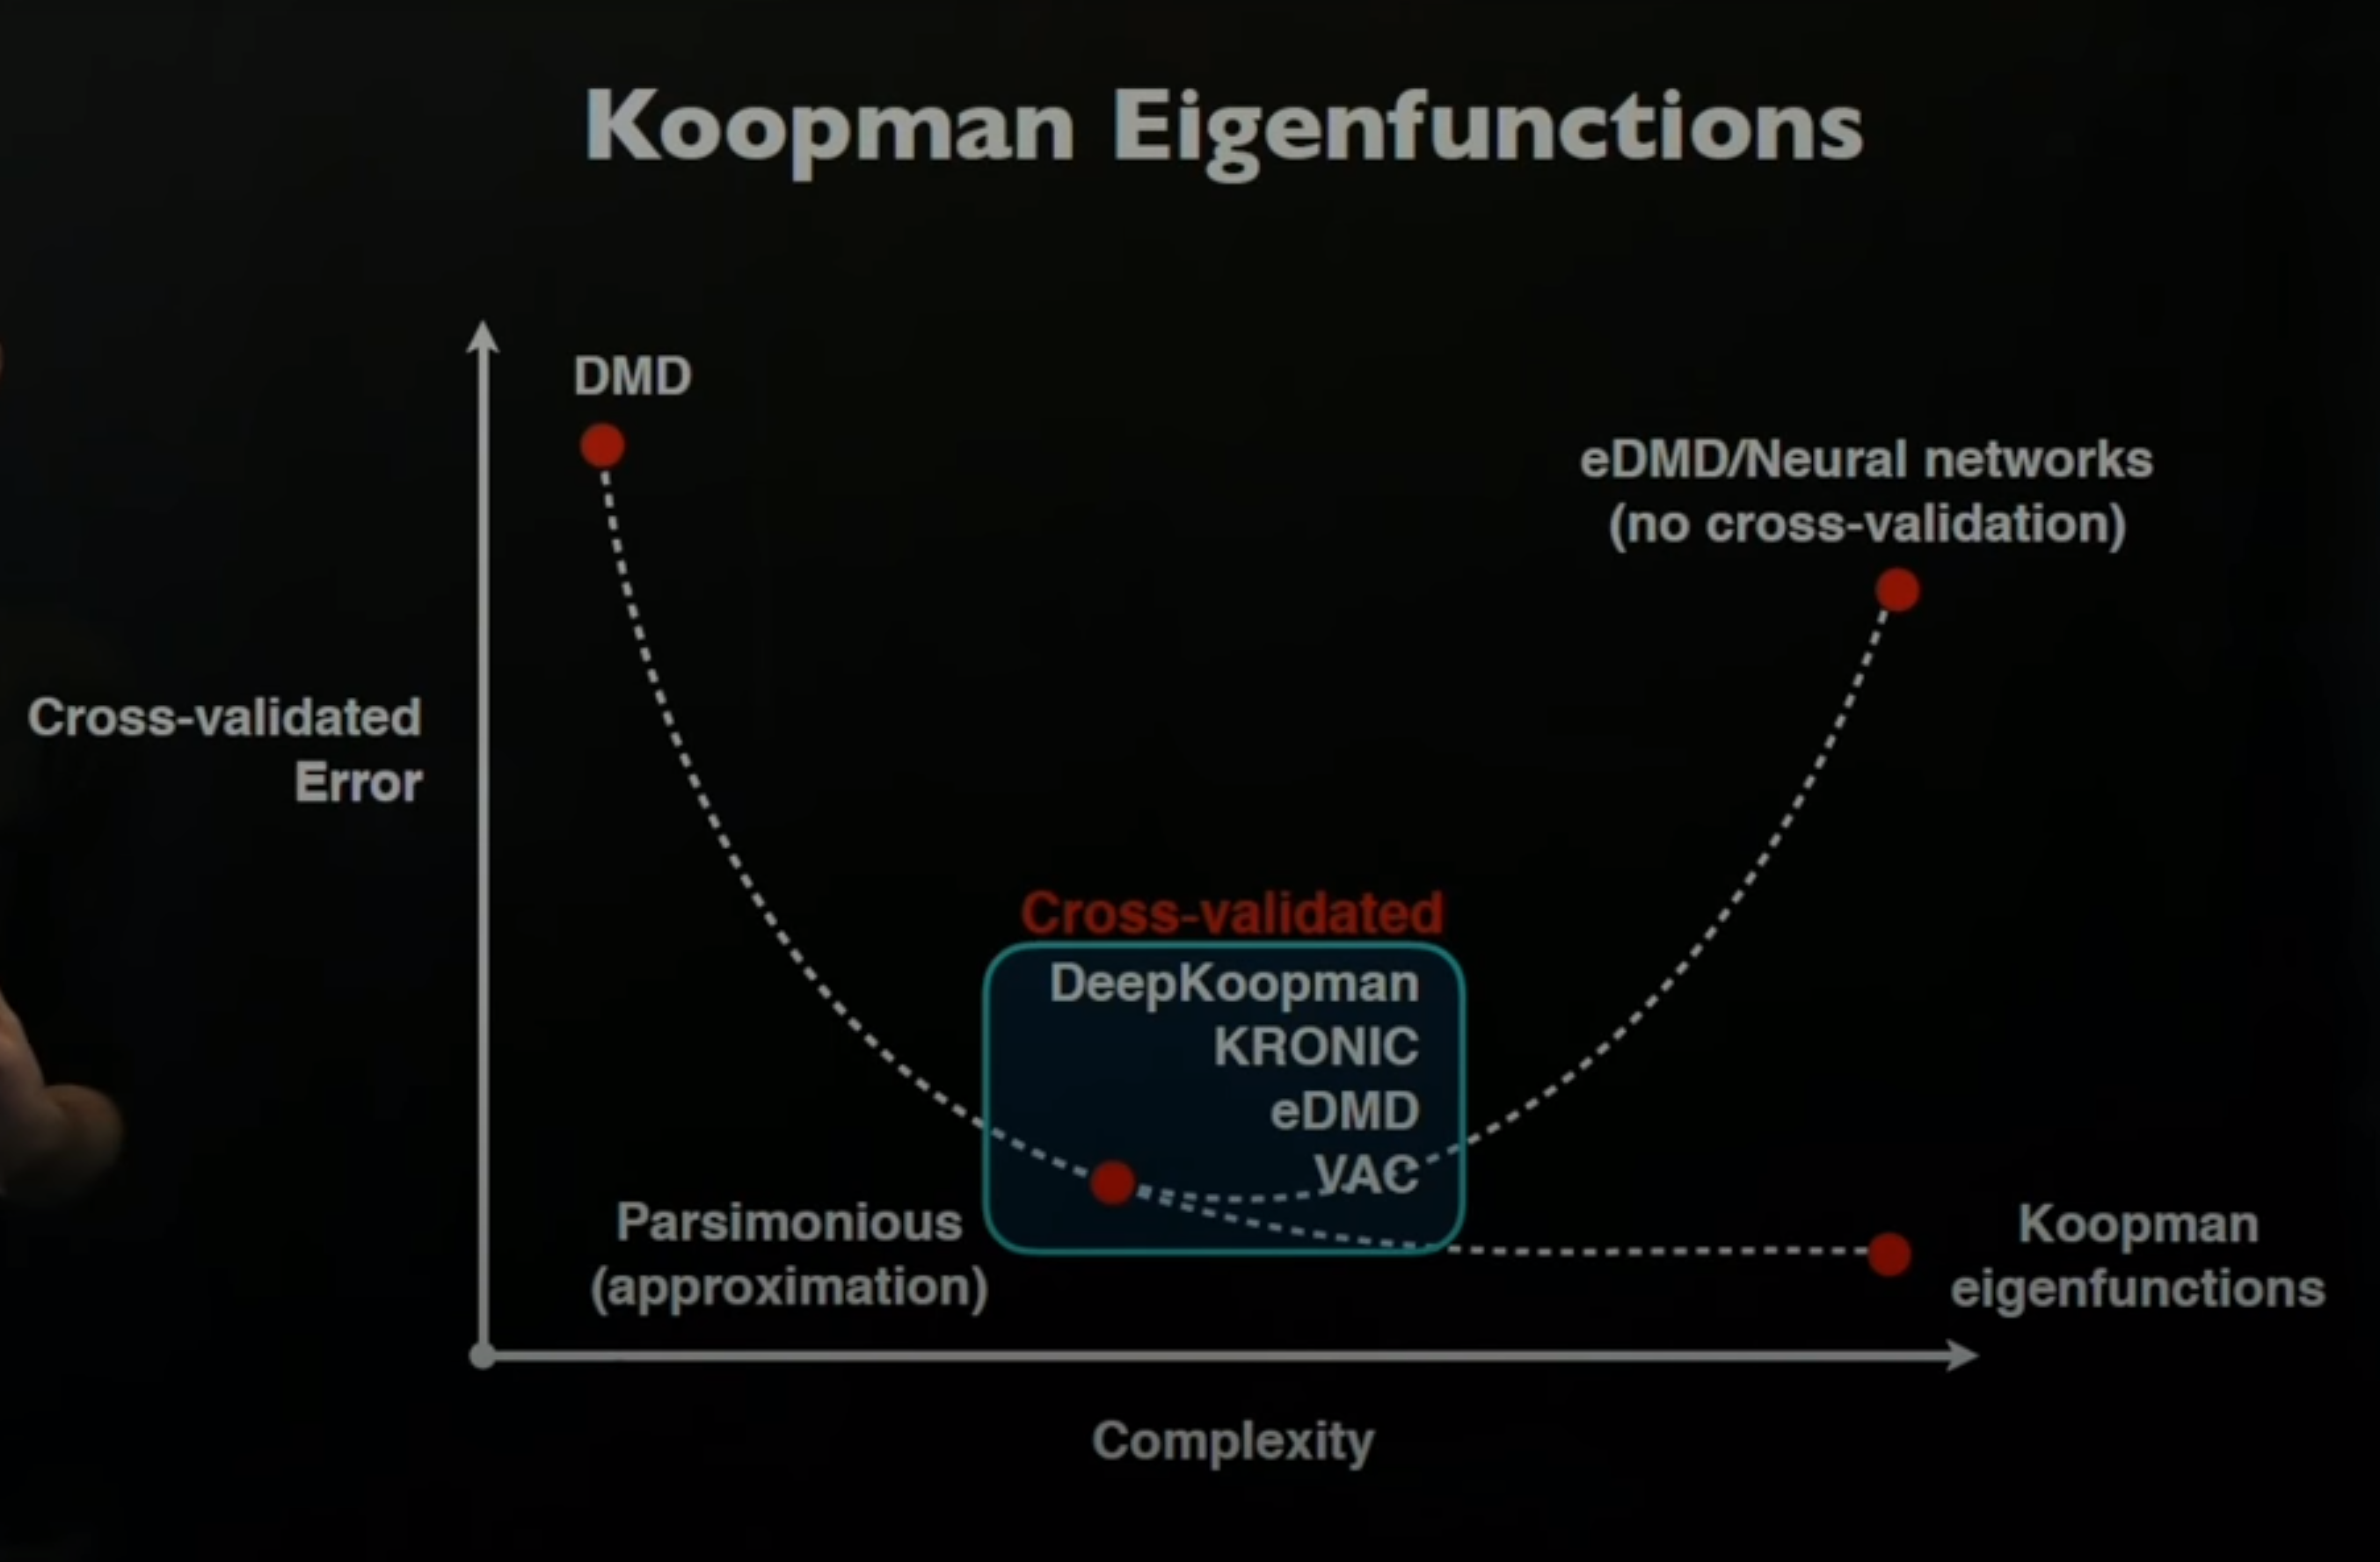 Koopman Eigenfunctions
DMD
eDMD/Neural networks
(no cross-validation)
Cross-validated
Error
Cross-validated
DeepKoopman
KRONIC
eDMD
VAC
Parsimonious
(approximation)
Koopman
eigenfunctions
Complexity